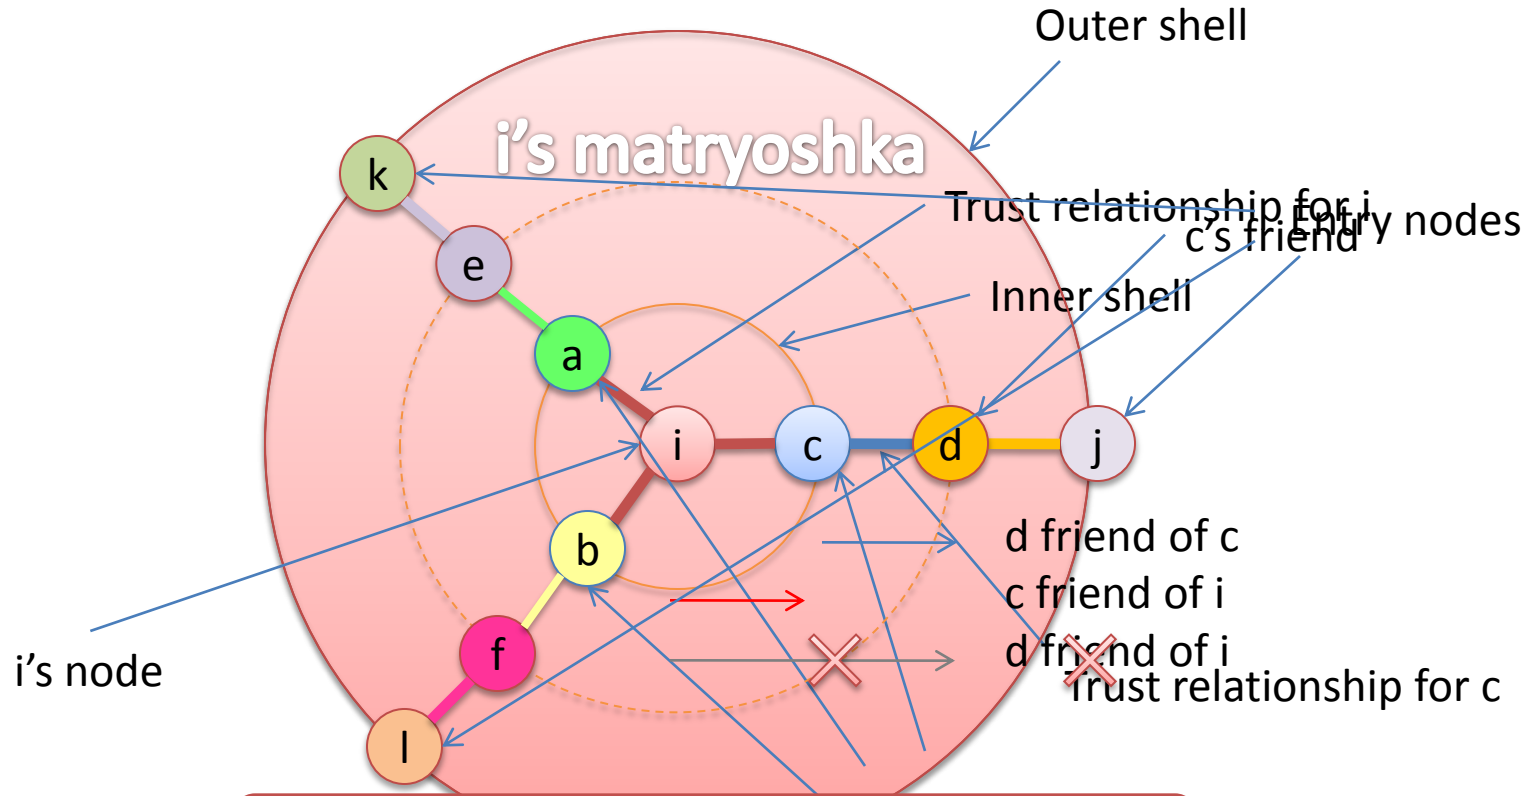 Outer shell
i's matryoshka
k
Trust relationship for i
Entry nodes
c's friend
e
Inner shell
a
i
c
d
j
d friend of c
b
c friend of i
d friend of i
f
i's node
Trust relationship for c
l